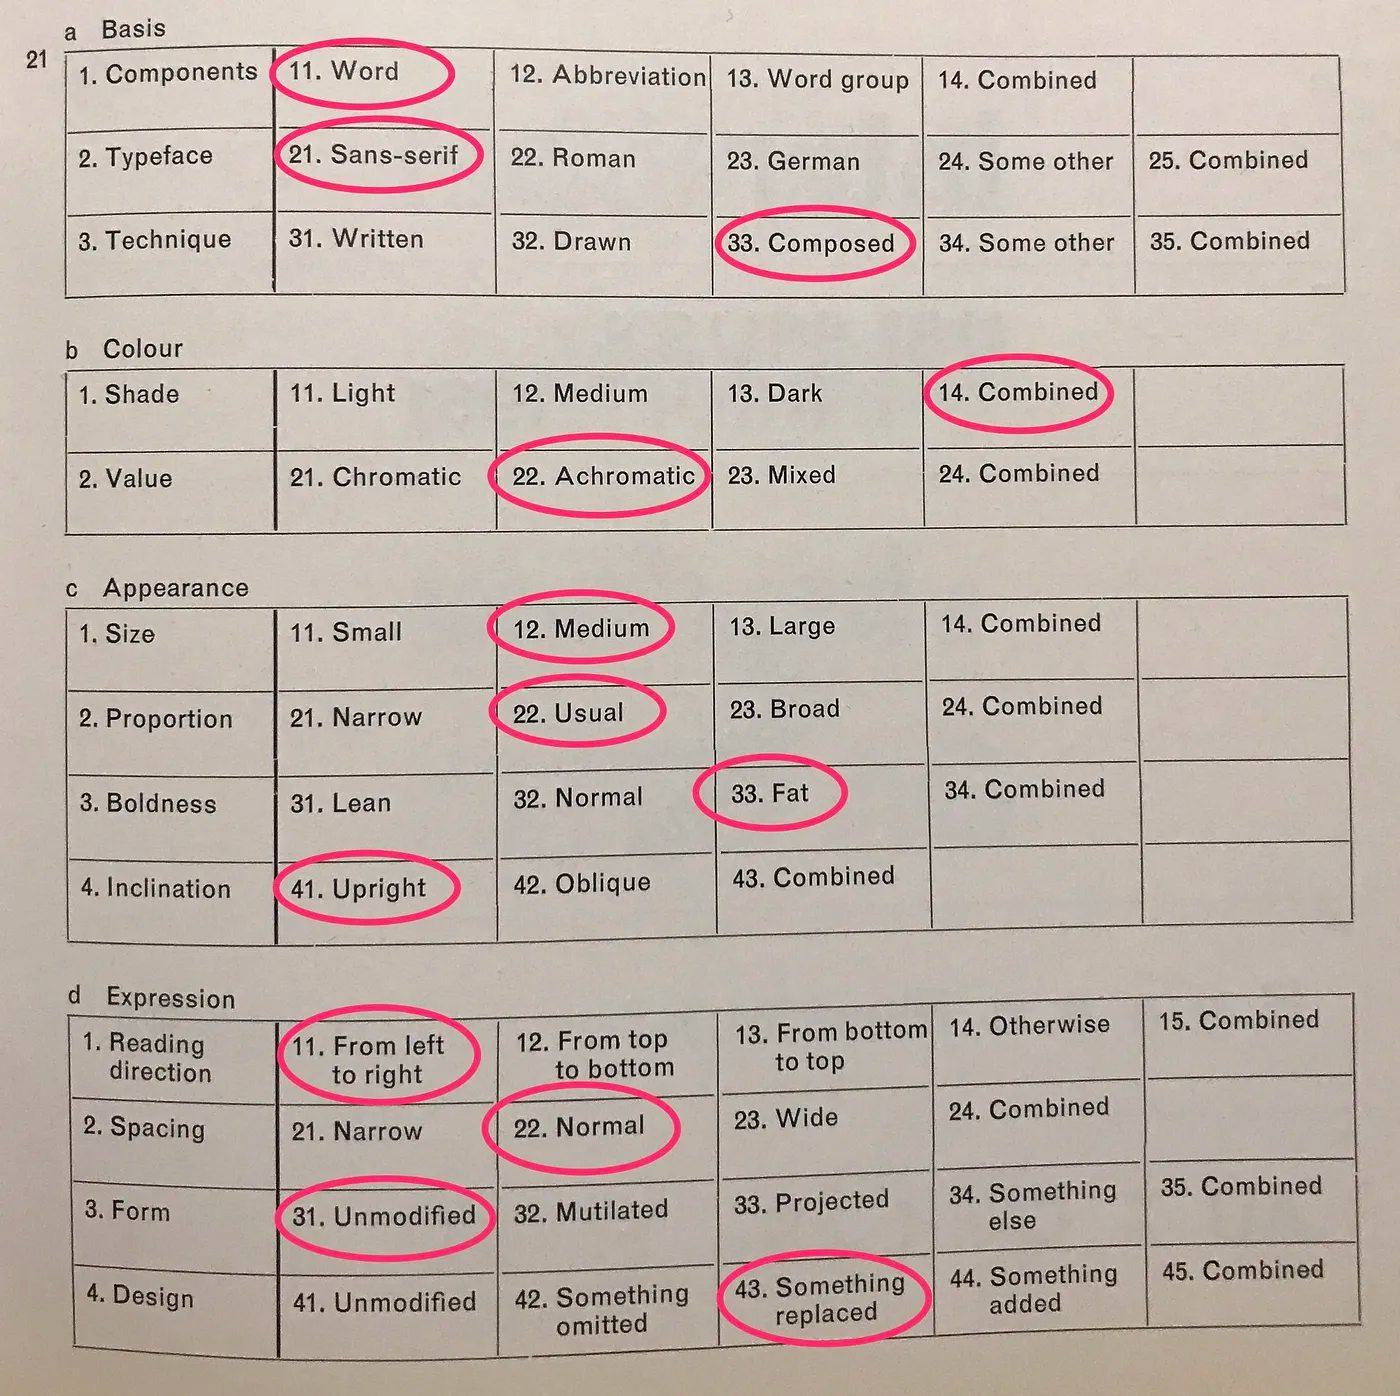 a Basis
21
1. Components 11. Word 12. Abbreviation 13. Word group 14. Combined
2. Typeface 21. Sans-serif 22. Roman 23. German 24. Some other 25. Combined
3. Technique 31. Written 32. Drawn 33. Composed 34. Some other 35. Combined
b Colour
1. Shade 11. Light 12. Medium 13. Dark 14. Combined
2. Value 21. Chromatic 22. Achromatic 23. Mixed 24. Combined
c Appearance
1. Size 11. Small 12. Medium 13. Large 14. Combined
2. Proportion 21. Narrow 22. Usual 23. Broad 24. Combined
3. Boldness 31. Lean 32. Normal 33. Fat 34. Combined
4. Inclination 41. Upright 42. Oblique 43. Combined
d Expression
1. Reading
direction
11. From left
to right
12. From top
to bottom
13. From bottom
to top
14. Otherwise
15. Combined
2. Spacing 21. Narrow 22. Normal 23. Wide 24. Combined
3. Form 31. Unmodified 32. Mutilated 33. Projected
34. Something
else
35. Combined
4. Design 41. Unmodified
42. Something
omitted
43. Something
replaced
44. Something
added
45. Combined